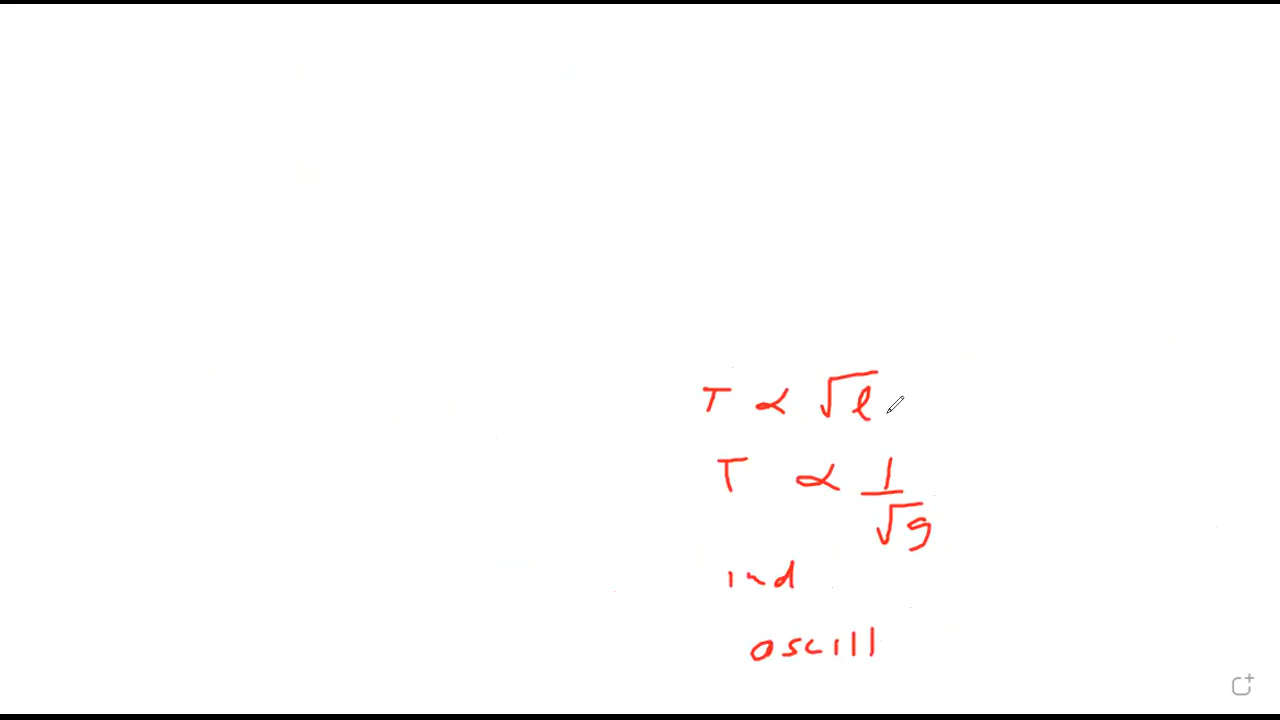 T ∝ √l
T ∝ 1/√g
ind
oscill